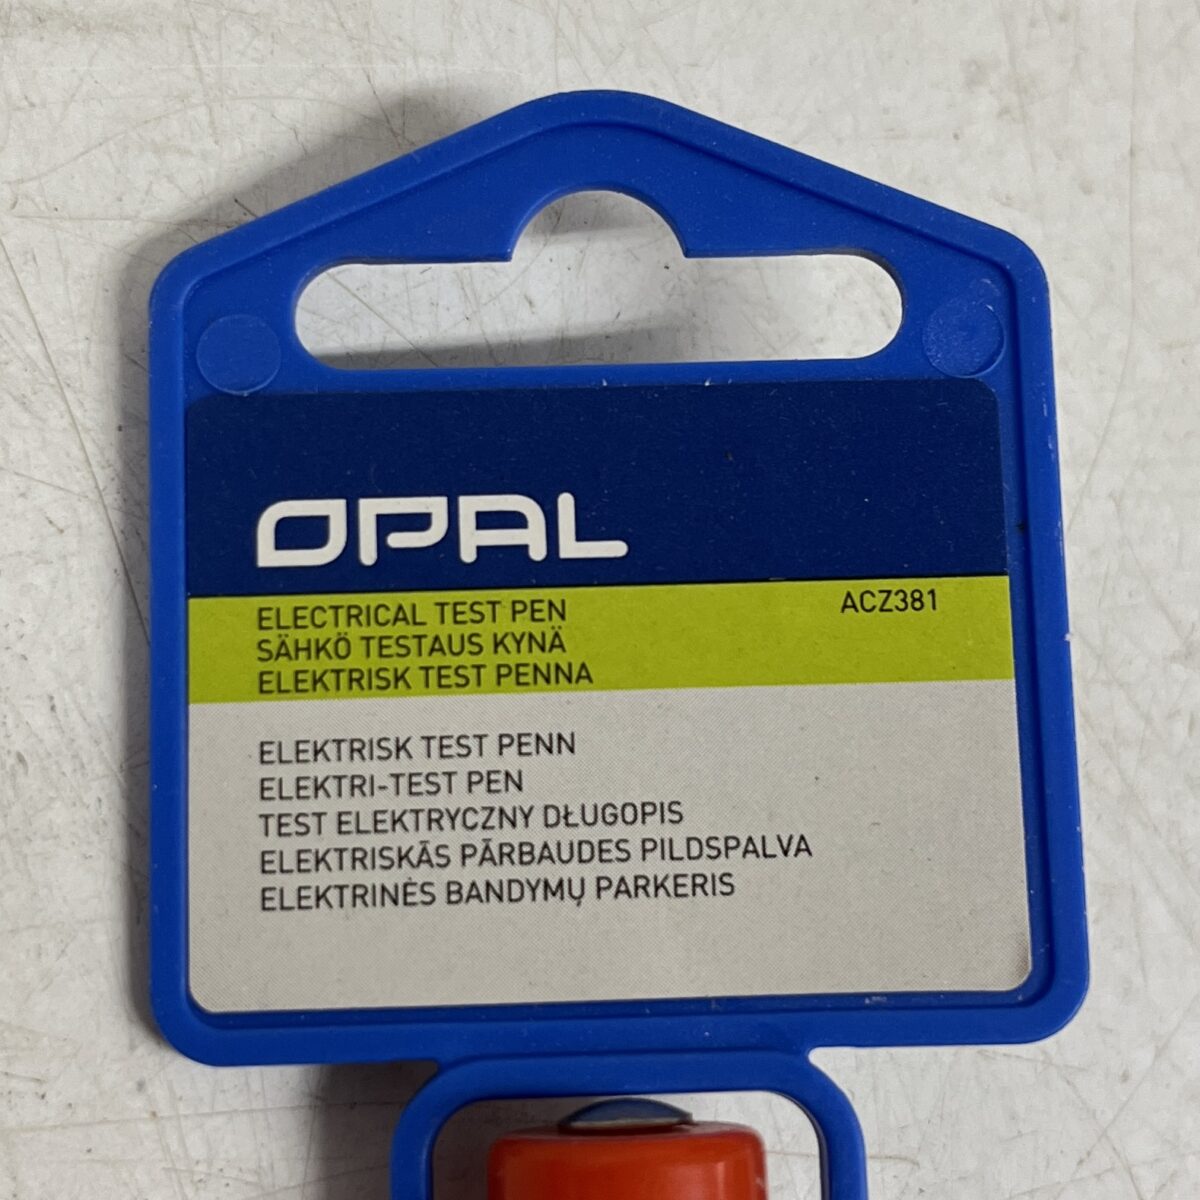 OPAL
ELECTRICAL TEST PEN
ACZ381
SÄHKÖ TESTAUS KYNÄ
ELEKTRISK TEST PENNA
ELEKTRISK TEST PENN
ELEKTRI-TEST PEN
TEST ELEKTRYCZNY DŁUGOPIS
ELEKTRISKĀS PĀRBAUDES PILDSPALVA
ELEKTRINĖS BANDYMŲ PARKERIS